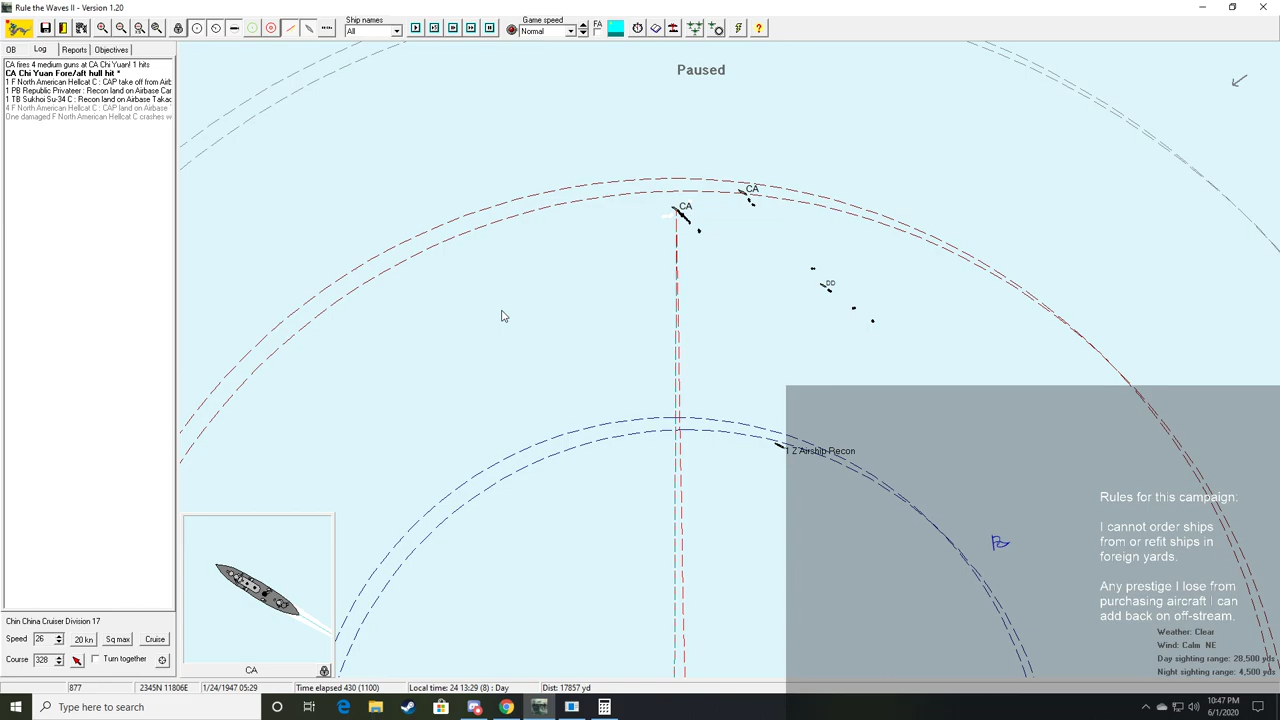 Rule the Waves II - Version 1.20
Ship names
All
Game speed
Normal
FA
OB Log Reports Objectives
CA fires 4 medium guns at CA Chi Yuan! 1 hits
CA Chi Yuan Fore/aft hull hit *
1 F North American Hellcat C : CAP take off from Airb
1 PB Republic Privateer : Recon land on Airbase Car
1 TB Sukhoi Su-34 C : Recon land on Airbase Takao
4 F North American Hellcat C : CAP land on Airbase
One damaged F North American Hellcat C crashes w
Paused
CA
CA
DD
1 Z Airship Recon
Rules for this campaign:
I cannot order ships
from or refit ships in
foreign yards.
Any prestige I lose from
purchasing aircraft I can
add back on off-stream.
Weather: Clear
Wind: Calm NE
Day sighting range: 28,500 yds
Night sighting range: 4,500 yds
Chin China Cruiser Division 17
Speed 26 20 kn Sq max Cruise
Course 328 Turn together
CA
877 2345N 11806E 1/24/1947 05:29 Time elapsed 430 (1100) Local time: 24 13:29 (8) : Day Dist: 17857 yd
Type here to search
10:47 PM
6/1/2020